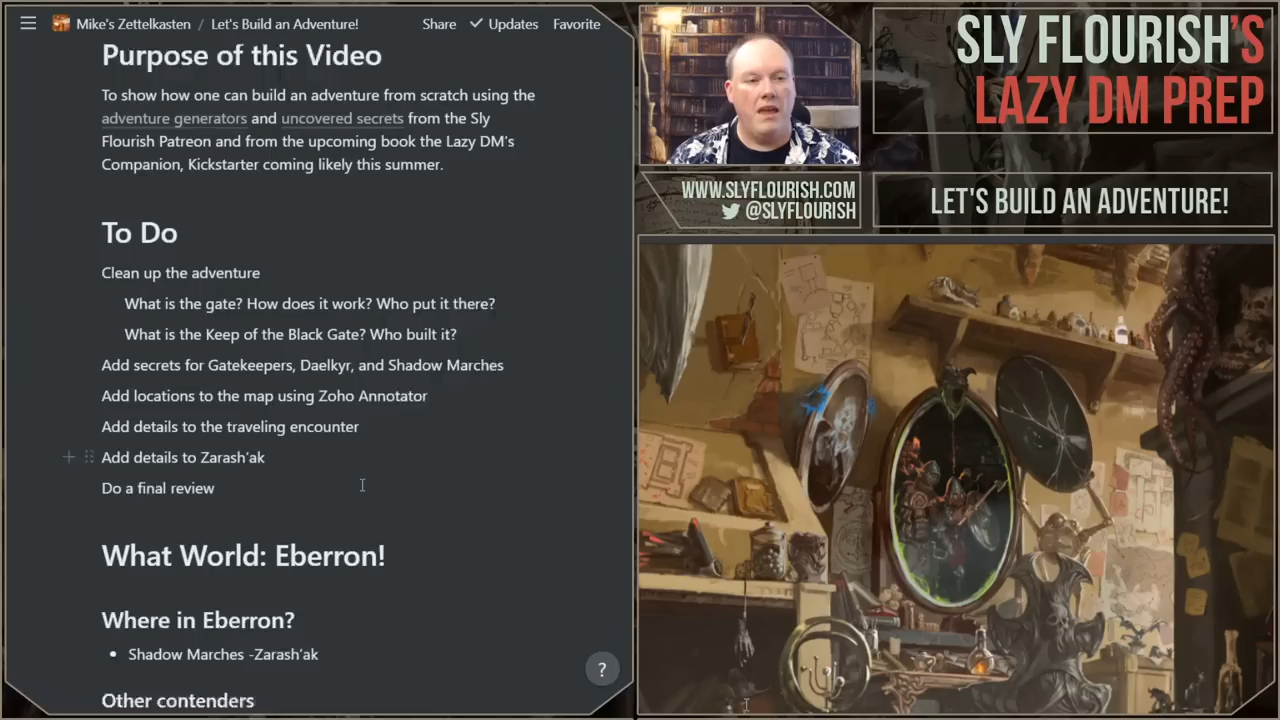 Mike's Zettelkasten / Let's Build an Adventure!
Share Updates Favorite
Purpose of this Video
To show how one can build an adventure from scratch using the
adventure generators and uncovered secrets from the Sly
Flourish Patreon and from the upcoming book the Lazy DM's
Companion, Kickstarter coming likely this summer.
To Do
Clean up the adventure
What is the gate? How does it work? Who put it there?
What is the Keep of the Black Gate? Who built it?
Add secrets for Gatekeepers, Daelkyr, and Shadow Marches
Add locations to the map using Zoho Annotator
Add details to the traveling encounter
Add details to Zarash'ak
Do a final review
What World: Eberron!
Where in Eberron?
Shadow Marches -Zarash'ak
Other contenders
?
SLY FLOURISH'S
LAZY DM PREP
WWW.SLYFLOURISH.COM
@SLYFLOURISH
LET'S BUILD AN ADVENTURE!